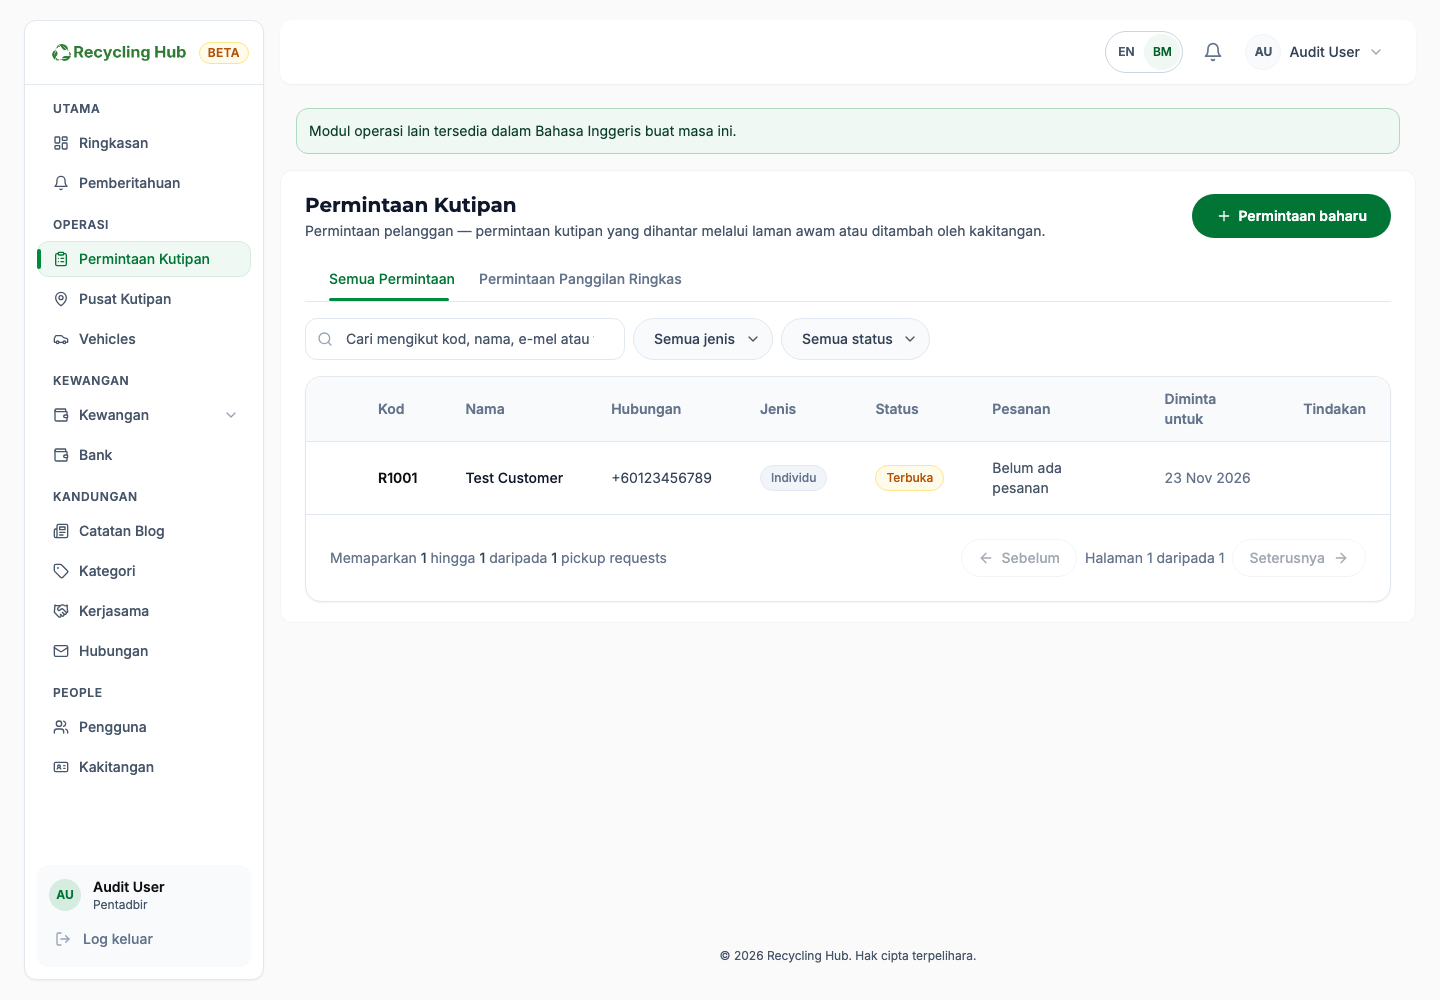 Recycling Hub BETA
EN BM
AU Audit User
UTAMA
Ringkasan
Pemberitahuan
OPERASI
Permintaan Kutipan
Pusat Kutipan
Vehicles
KEWANGAN
Kewangan
Bank
KANDUNGAN
Catatan Blog
Kategori
Kerjasama
Hubungan
PEOPLE
Pengguna
Kakitangan
AU Audit User
Pentadbir
Log keluar
Modul operasi lain tersedia dalam Bahasa Inggeris buat masa ini.
Permintaan Kutipan
Permintaan pelanggan — permintaan kutipan yang dihantar melalui laman awam atau ditambah oleh kakitangan.
+ Permintaan baharu
Semua Permintaan Permintaan Panggilan Ringkas
Cari mengikut kod, nama, e-mel atau
Semua jenis
Semua status
Kod Nama Hubungan Jenis Status Pesanan Diminta untuk Tindakan
R1001 Test Customer +60123456789 Individu Terbuka Belum ada pesanan 23 Nov 2026
Memaparkan 1 hingga 1 daripada 1 pickup requests
← Sebelum Halaman 1 daripada 1 Seterusnya →
© 2026 Recycling Hub. Hak cipta terpelihara.